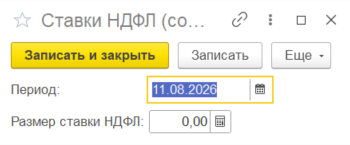 Ставки НДФЛ (со...
Записать и закрыть Записать Еще
Период: 11.08.2026
Размер ставки НДФЛ: 0,00